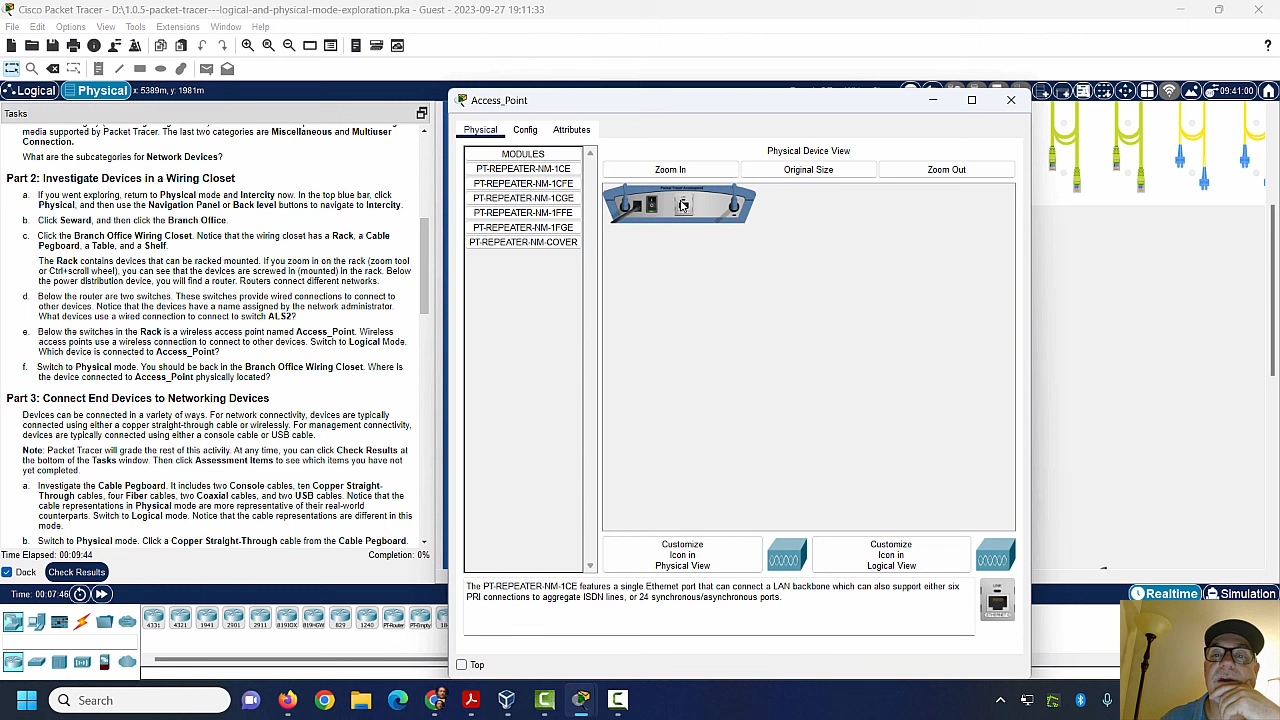 Cisco Packet Tracer - D:\1.0.5-packet-tracer---logical-and-physical-mode-exploration.pka - Guest - 2023-09-27 19:11:33
File Edit Options View Tools Extensions Window Help
Logical Physical x: 5389m, y: 1981m
09:41:00
Tasks
media supported by Packet Tracer. The last two categories are Miscellaneous and Multiuser
Connection.
What are the subcategories for Network Devices?
Part 2: Investigate Devices in a Wiring Closet
a. If you went exploring, return to Physical mode and Intercity now. In the top blue bar, click
Physical, and then use the Navigation Panel or Back level buttons to navigate to Intercity.
b. Click Seward, and then click the Branch Office.
c. Click the Branch Office Wiring Closet. Notice that the wiring closet has a Rack, a Cable
Pegboard, a Table, and a Shelf.
The Rack contains devices that can be racked mounted. If you zoom in on the rack (zoom tool
or Ctrl+scroll wheel), you can see that the devices are screwed in (mounted) in the rack. Below
the power distribution device, you will find a router. Routers connect different networks.
d. Below the router are two switches. These switches provide wired connections to connect to
other devices. Notice that the devices have a name assigned by the network administrator.
What devices use a wired connection to connect to switch ALS2?
e. Below the switches in the Rack is a wireless access point named Access_Point. Wireless
access points use a wireless connection to connect to other devices. Switch to Logical Mode.
Which device is connected to Access_Point?
f. Switch to Physical mode. You should be back in the Branch Office Wiring Closet. Where is
the device connected to Access_Point physically located?
Part 3: Connect End Devices to Networking Devices
Devices can be connected in a variety of ways. For network connectivity, devices are typically
connected using either a copper straight-through cable or wirelessly. For management connectivity,
devices are typically connected using either a console cable or USB cable.
Note: Packet Tracer will grade the rest of this activity. At any time, you can click Check Results at
the bottom of the Tasks window. Then click Assessment Items to see which items you have not
yet completed.
a. Investigate the Cable Pegboard. It includes two Console cables, ten Copper Straight-
Through cables, four Fiber cables, two Coaxial cables, and two USB cables. Notice that the
cable representations in Physical mode are more representative of their real-world
counterparts. Switch to Logical mode. Notice that the cable representations are different in this
mode.
b. Switch to Physical mode. Click a Copper Straight-Through cable from the Cable Pegboard.
Time Elapsed: 00:09:44 Completion: 0%
Dock Check Results
Time: 00:07:46
4331 4321 1941 2901 2911 819IOX 819HGW 829 1240 PT-Router PT-Empty
Access_Point
Physical Config Attributes
MODULES
PT-REPEATER-NM-1CE
PT-REPEATER-NM-1CFE
PT-REPEATER-NM-1CGE
PT-REPEATER-NM-1FFE
PT-REPEATER-NM-1FGE
PT-REPEATER-NM-COVER
Physical Device View
Zoom In Original Size Zoom Out
Customize
Icon in
Physical View
Customize
Icon in
Logical View
The PT-REPEATER-NM-1CE features a single Ethernet port that can connect a LAN backbone which can also support either six
PRI connections to aggregate ISDN lines, or 24 synchronous/asynchronous ports.
Top
Realtime Simulation
Search